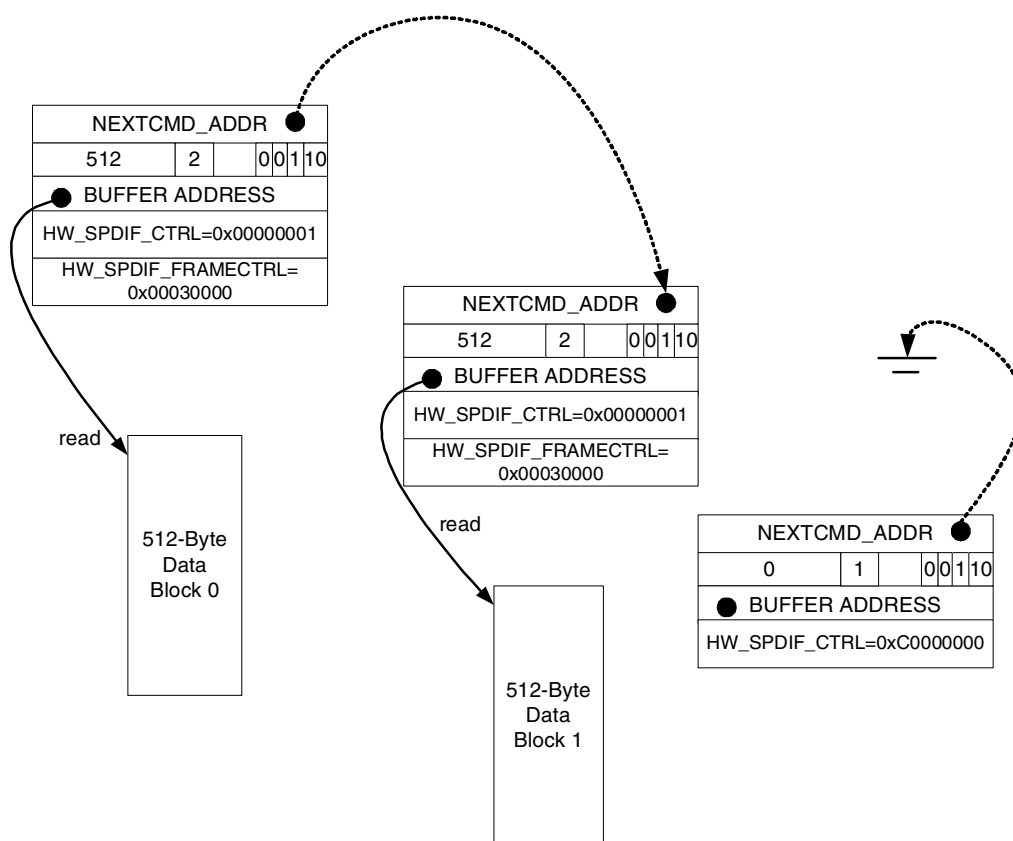 NEXTCMD_ADDR
512 2 0 0 1 10
BUFFER ADDRESS
HW_SPDIF_CTRL=0x00000001
HW_SPDIF_FRAMECTRL=
0x00030000
read
512-Byte
Data
Block 0
NEXTCMD_ADDR
512 2 0 0 1 10
BUFFER ADDRESS
HW_SPDIF_CTRL=0x00000001
HW_SPDIF_FRAMECTRL=
0x00030000
read
512-Byte
Data
Block 1
NEXTCMD_ADDR
0 1 0 0 1 10
BUFFER ADDRESS
HW_SPDIF_CTRL=0xC0000000